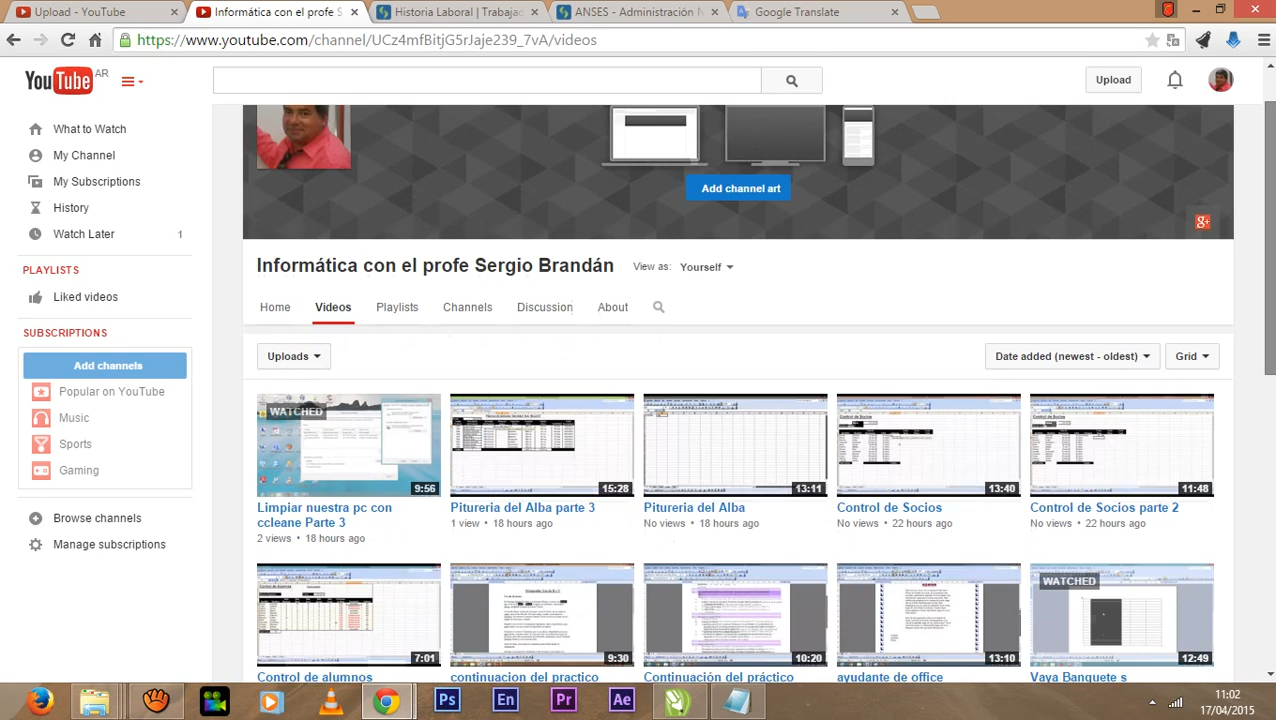 Upload - YouTube
Informática con el profe S
Historia Laboral | Trabajad
ANSES - Administración N
Google Translate
https://www.youtube.com/channel/UCz4mfBitjG5rJaje239_7vA/videos
YouTube AR
Upload
What to Watch
My Channel
My Subscriptions
History
Watch Later 1
PLAYLISTS
Liked videos
SUBSCRIPTIONS
Add channels
Popular on YouTube
Music
Sports
Gaming
Browse channels
Manage subscriptions
Add channel art
g+
Informática con el profe Sergio Brandán
View as: Yourself
Home Videos Playlists Channels Discussion About
Uploads
Date added (newest - oldest)
Grid
WATCHED
9:56
15:28
13:11
13:40
11:48
Limpiar nuestra pc con
ccleane Parte 3
2 views • 18 hours ago
Pitureria del Alba parte 3
1 view • 18 hours ago
Pitureria del Alba
No views • 18 hours ago
Control de Socios
No views • 22 hours ago
Control de Socios parte 2
No views • 22 hours ago
WATCHED
9:30
10:20
13:10
12:49
Control de alumnos
continuacion del practico
Continuación del práctico
ayudante de office
Vaya Banquete s
Ps
En
Pr
Ae
11:02
17/04/2015